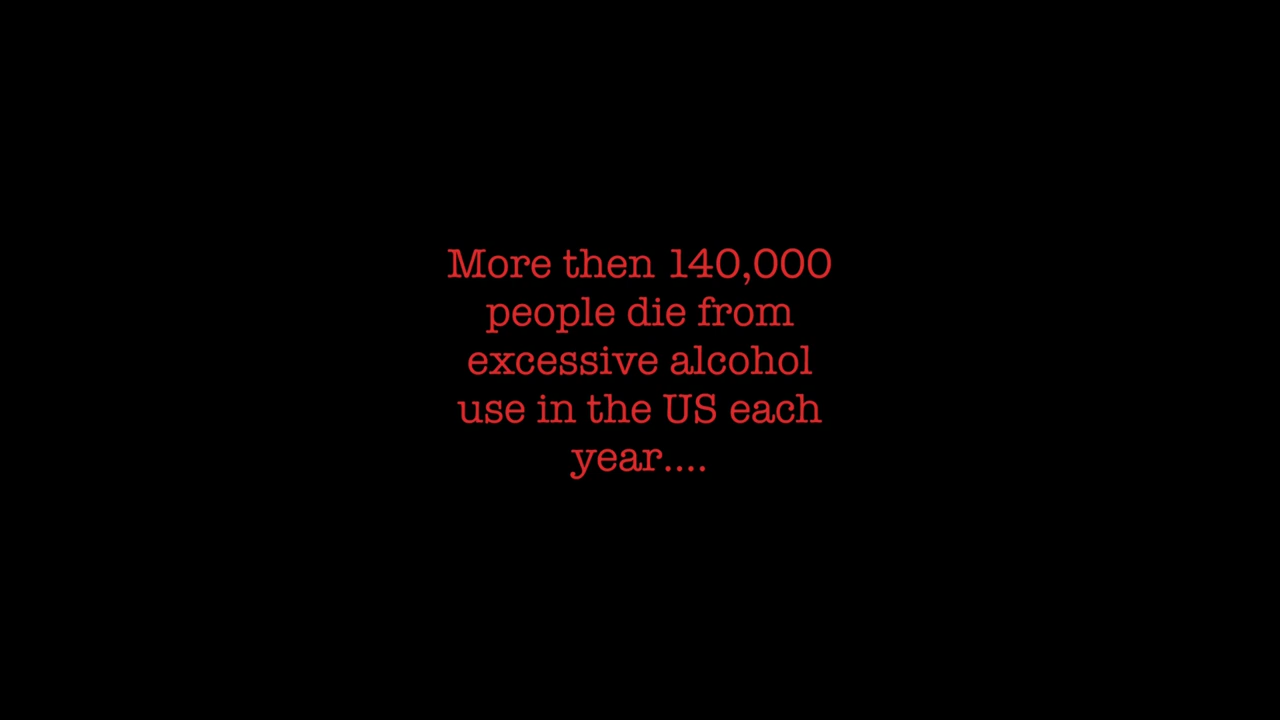 More then 140,000
people die from
excessive alcohol
use in the US each
year....